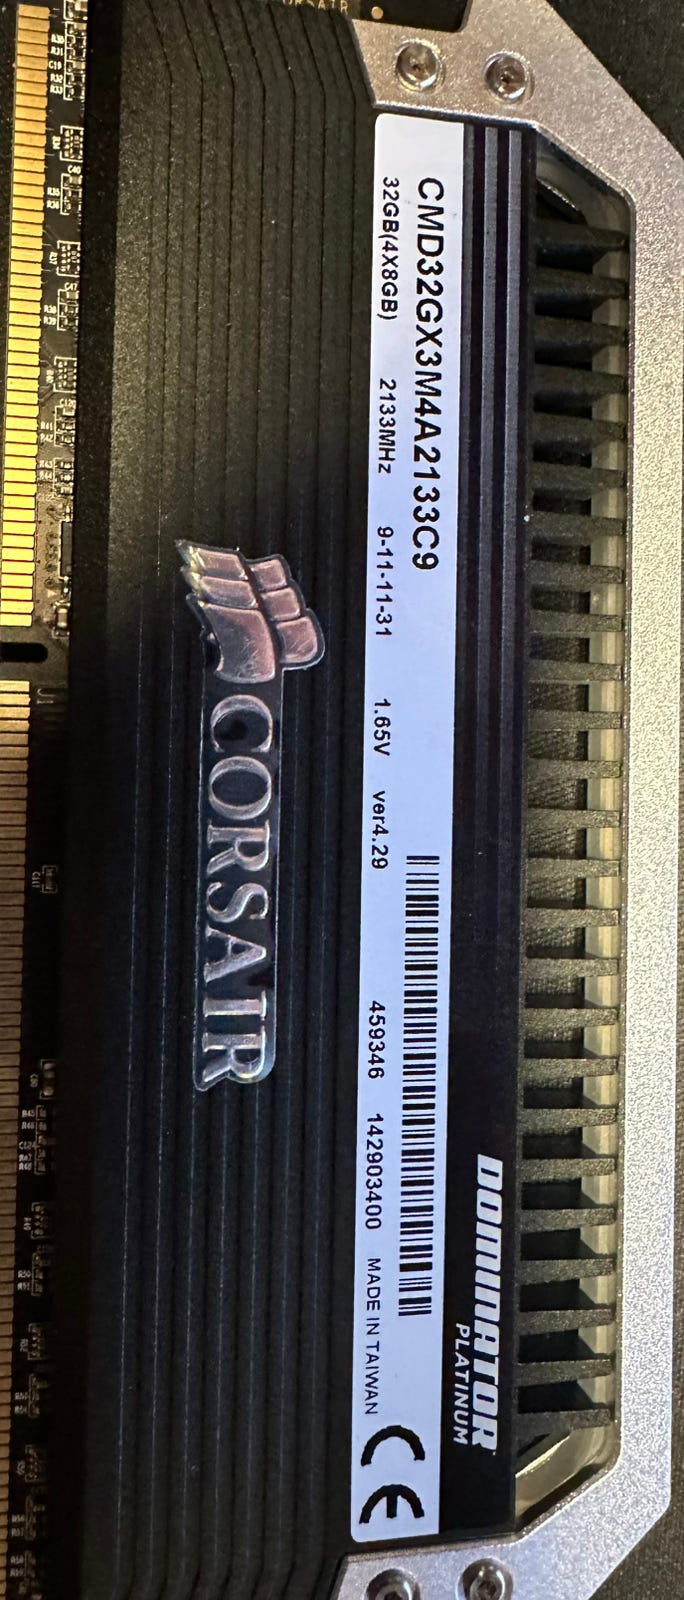 CMD32GX3M4A2133C9
32GB(4X8GB) 2133MHz 9-11-11-31 1.65V ver4.29 459346 142903400 MADE IN TAIWAN CE
DOMINATOR
PLATINUM
CORSAIR